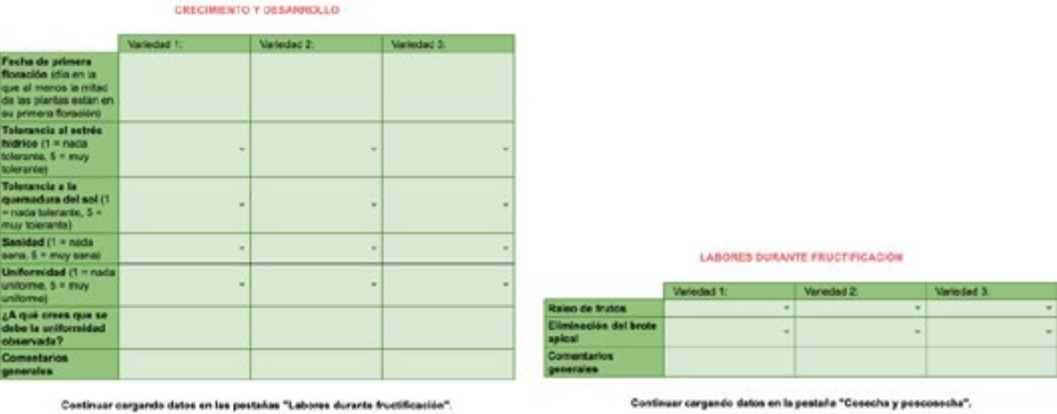 CRECIMIENTO Y DESARROLLO
Variedad 1: Variedad 2: Variedad 3:
Fecha de primera
floración (día en la
que al menos la mitad
de las plantas están en
su primera floración)
Tolerancia al estrés
hídrico (1 = nada
tolerante, 5 = muy
tolerante)
Tolerancia a la
quemadura del sol (1
= nada tolerante, 5 =
muy tolerante)
Sanidad (1 = nada
sana, 5 = muy sana)
Uniformidad (1 = nada
uniforme, 5 = muy
uniforme)
¿A qué crees que se
debe la uniformidad
observada?
Comentarios
generales
Continuar cargando datos en las pestañas "Labores durante fructificación".
LABORES DURANTE FRUCTIFICACIÓN
Variedad 1: Variedad 2: Variedad 3:
Raleo de frutos
Eliminación del brote
apical
Comentarios
generales
Continuar cargando datos en la pestaña "Cosecha y poscosecha".